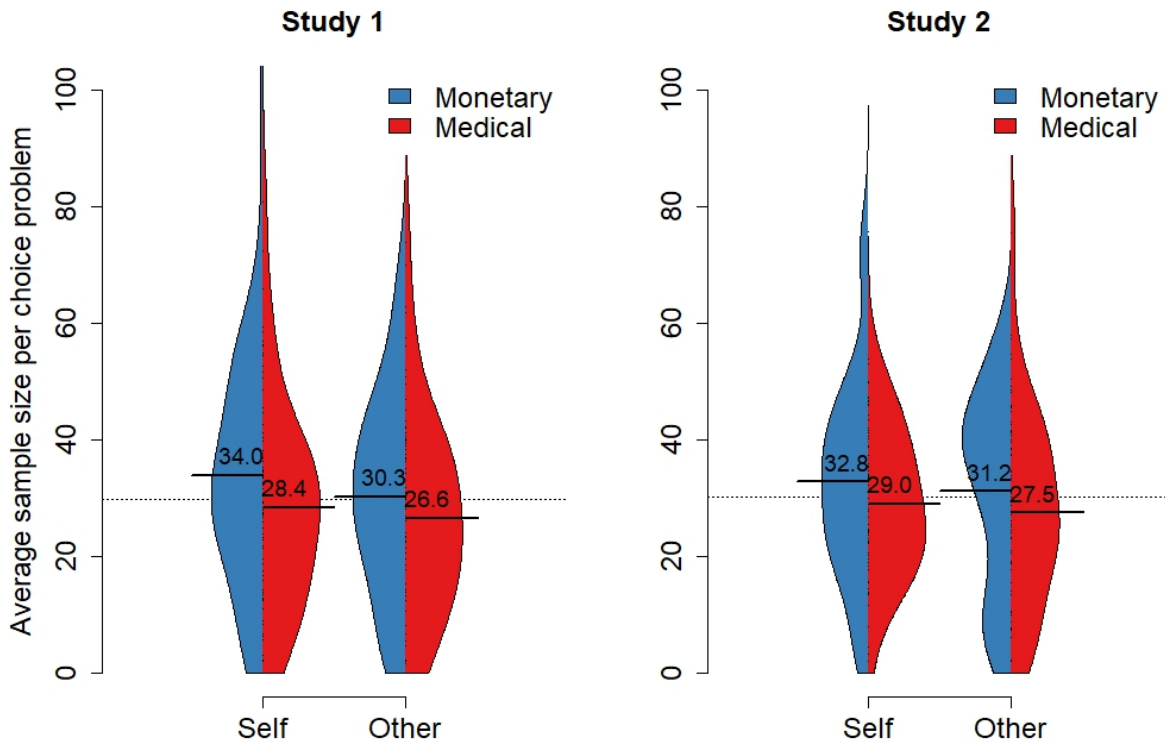 Study 1
Average sample size per choice problem
100
80
60
40
20
0
Monetary
Medical
34.0
28.4
30.3
26.6
Self
Other
Study 2
100
80
60
40
20
0
Monetary
Medical
32.8
29.0
31.2
27.5
Self
Other